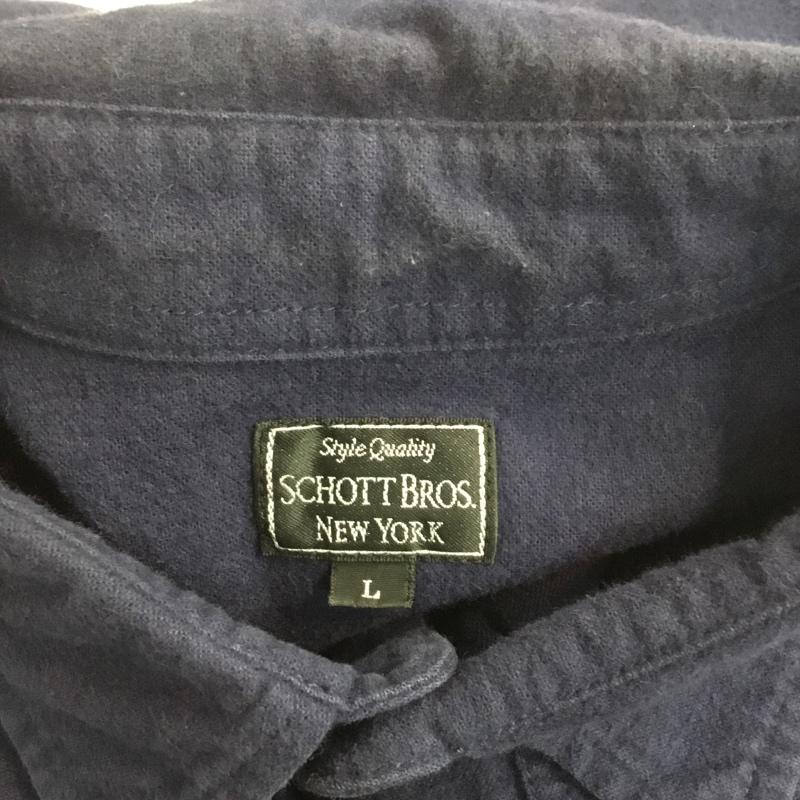 Style Quality
SCHOTT BROS.
NEW YORK
L